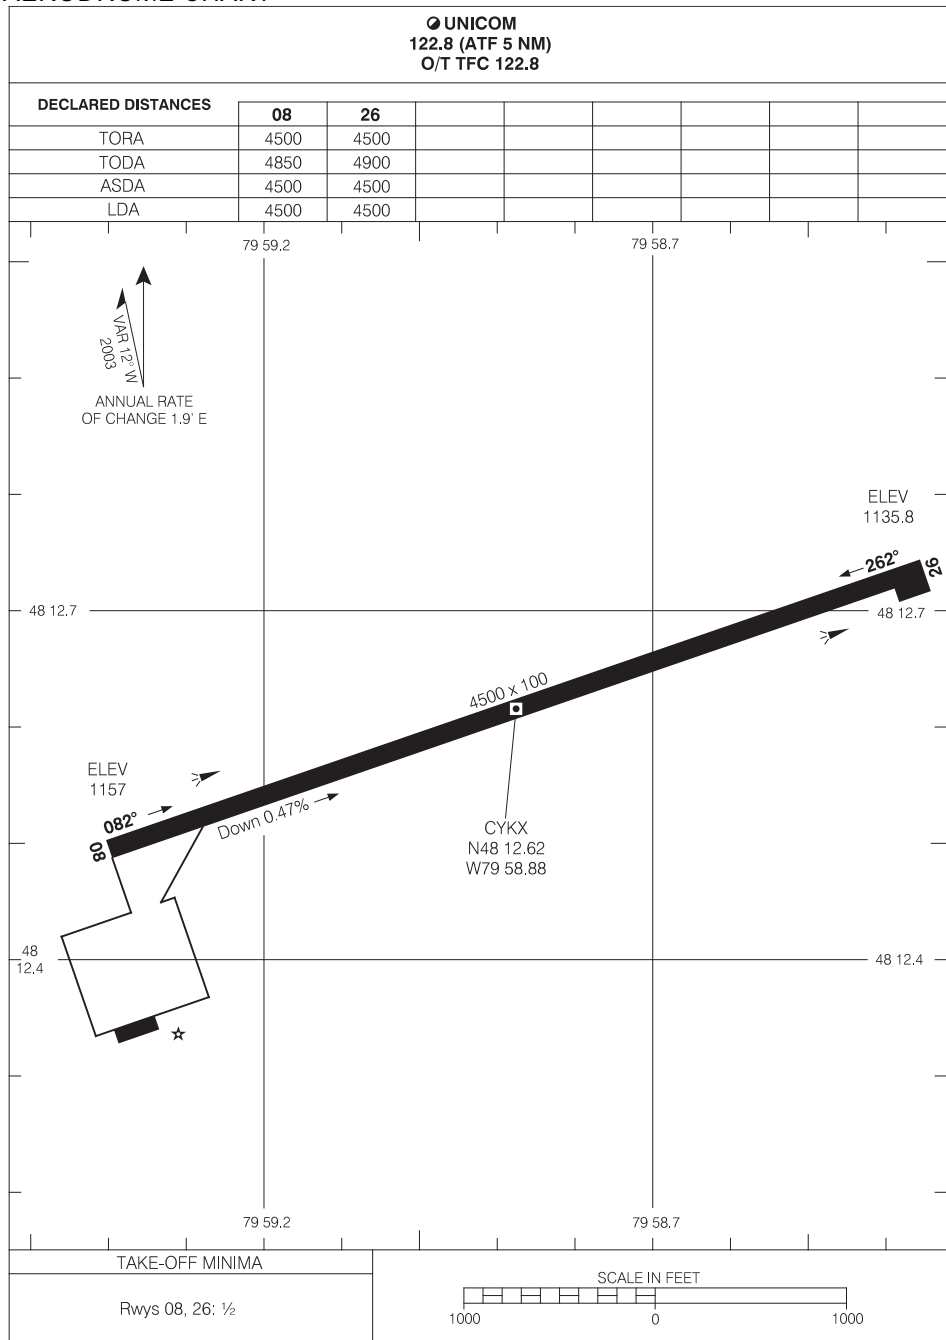 AERODROME CHART
UNICOM
122.8 (ATF 5 NM)
O/T TFC 122.8
DECLARED DISTANCES 08 26
TORA 4500 4500
TODA 4850 4900
ASDA 4500 4500
LDA 4500 4500
79 59.2 79 58.7
VAR 12° W
2003
ANNUAL RATE
OF CHANGE 1.9' E
ELEV
1135.8
262°
26
48 12.7 48 12.7
4500 x 100
ELEV
1157
082°
08
Down 0.47%
CYKX
N48 12.62
W79 58.88
48
12.4
48 12.4
79 59.2 79 58.7
TAKE-OFF MINIMA
Rwys 08, 26: ½
SCALE IN FEET
1000 0 1000